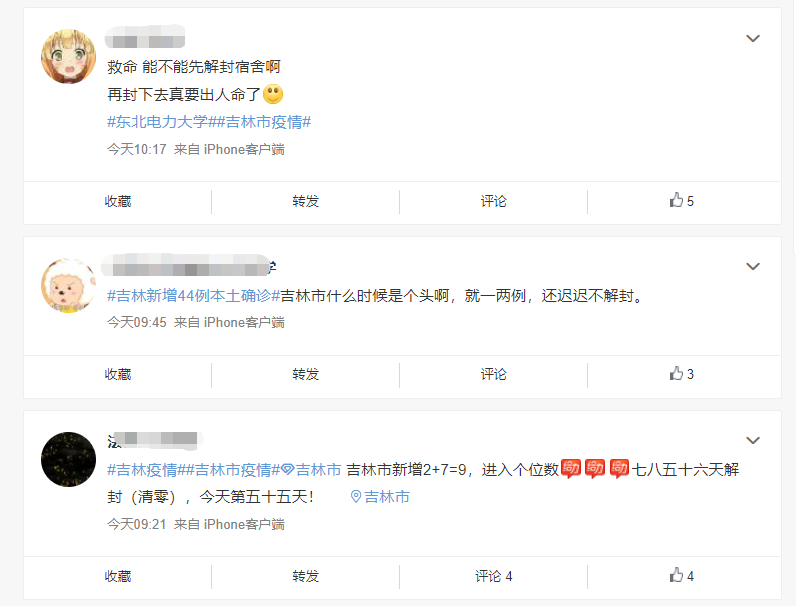 救命 能不能先解封宿舍啊
再封下去真要出人命了
#东北电力大学##吉林市疫情#
今天10:17 来自 iPhone客户端
收藏 转发 评论 5
学
#吉林新增44例本土确诊#吉林市什么时候是个头啊，就一两例，还迟迟不解封。
今天09:45 来自 iPhone客户端
收藏 转发 评论 3
#吉林疫情##吉林市疫情#吉林市 吉林市新增2+7=9，进入个位数 七八五十六天解
封（清零），今天第五十五天！ 吉林市
今天09:21 来自 iPhone客户端
收藏 转发 评论 4 4